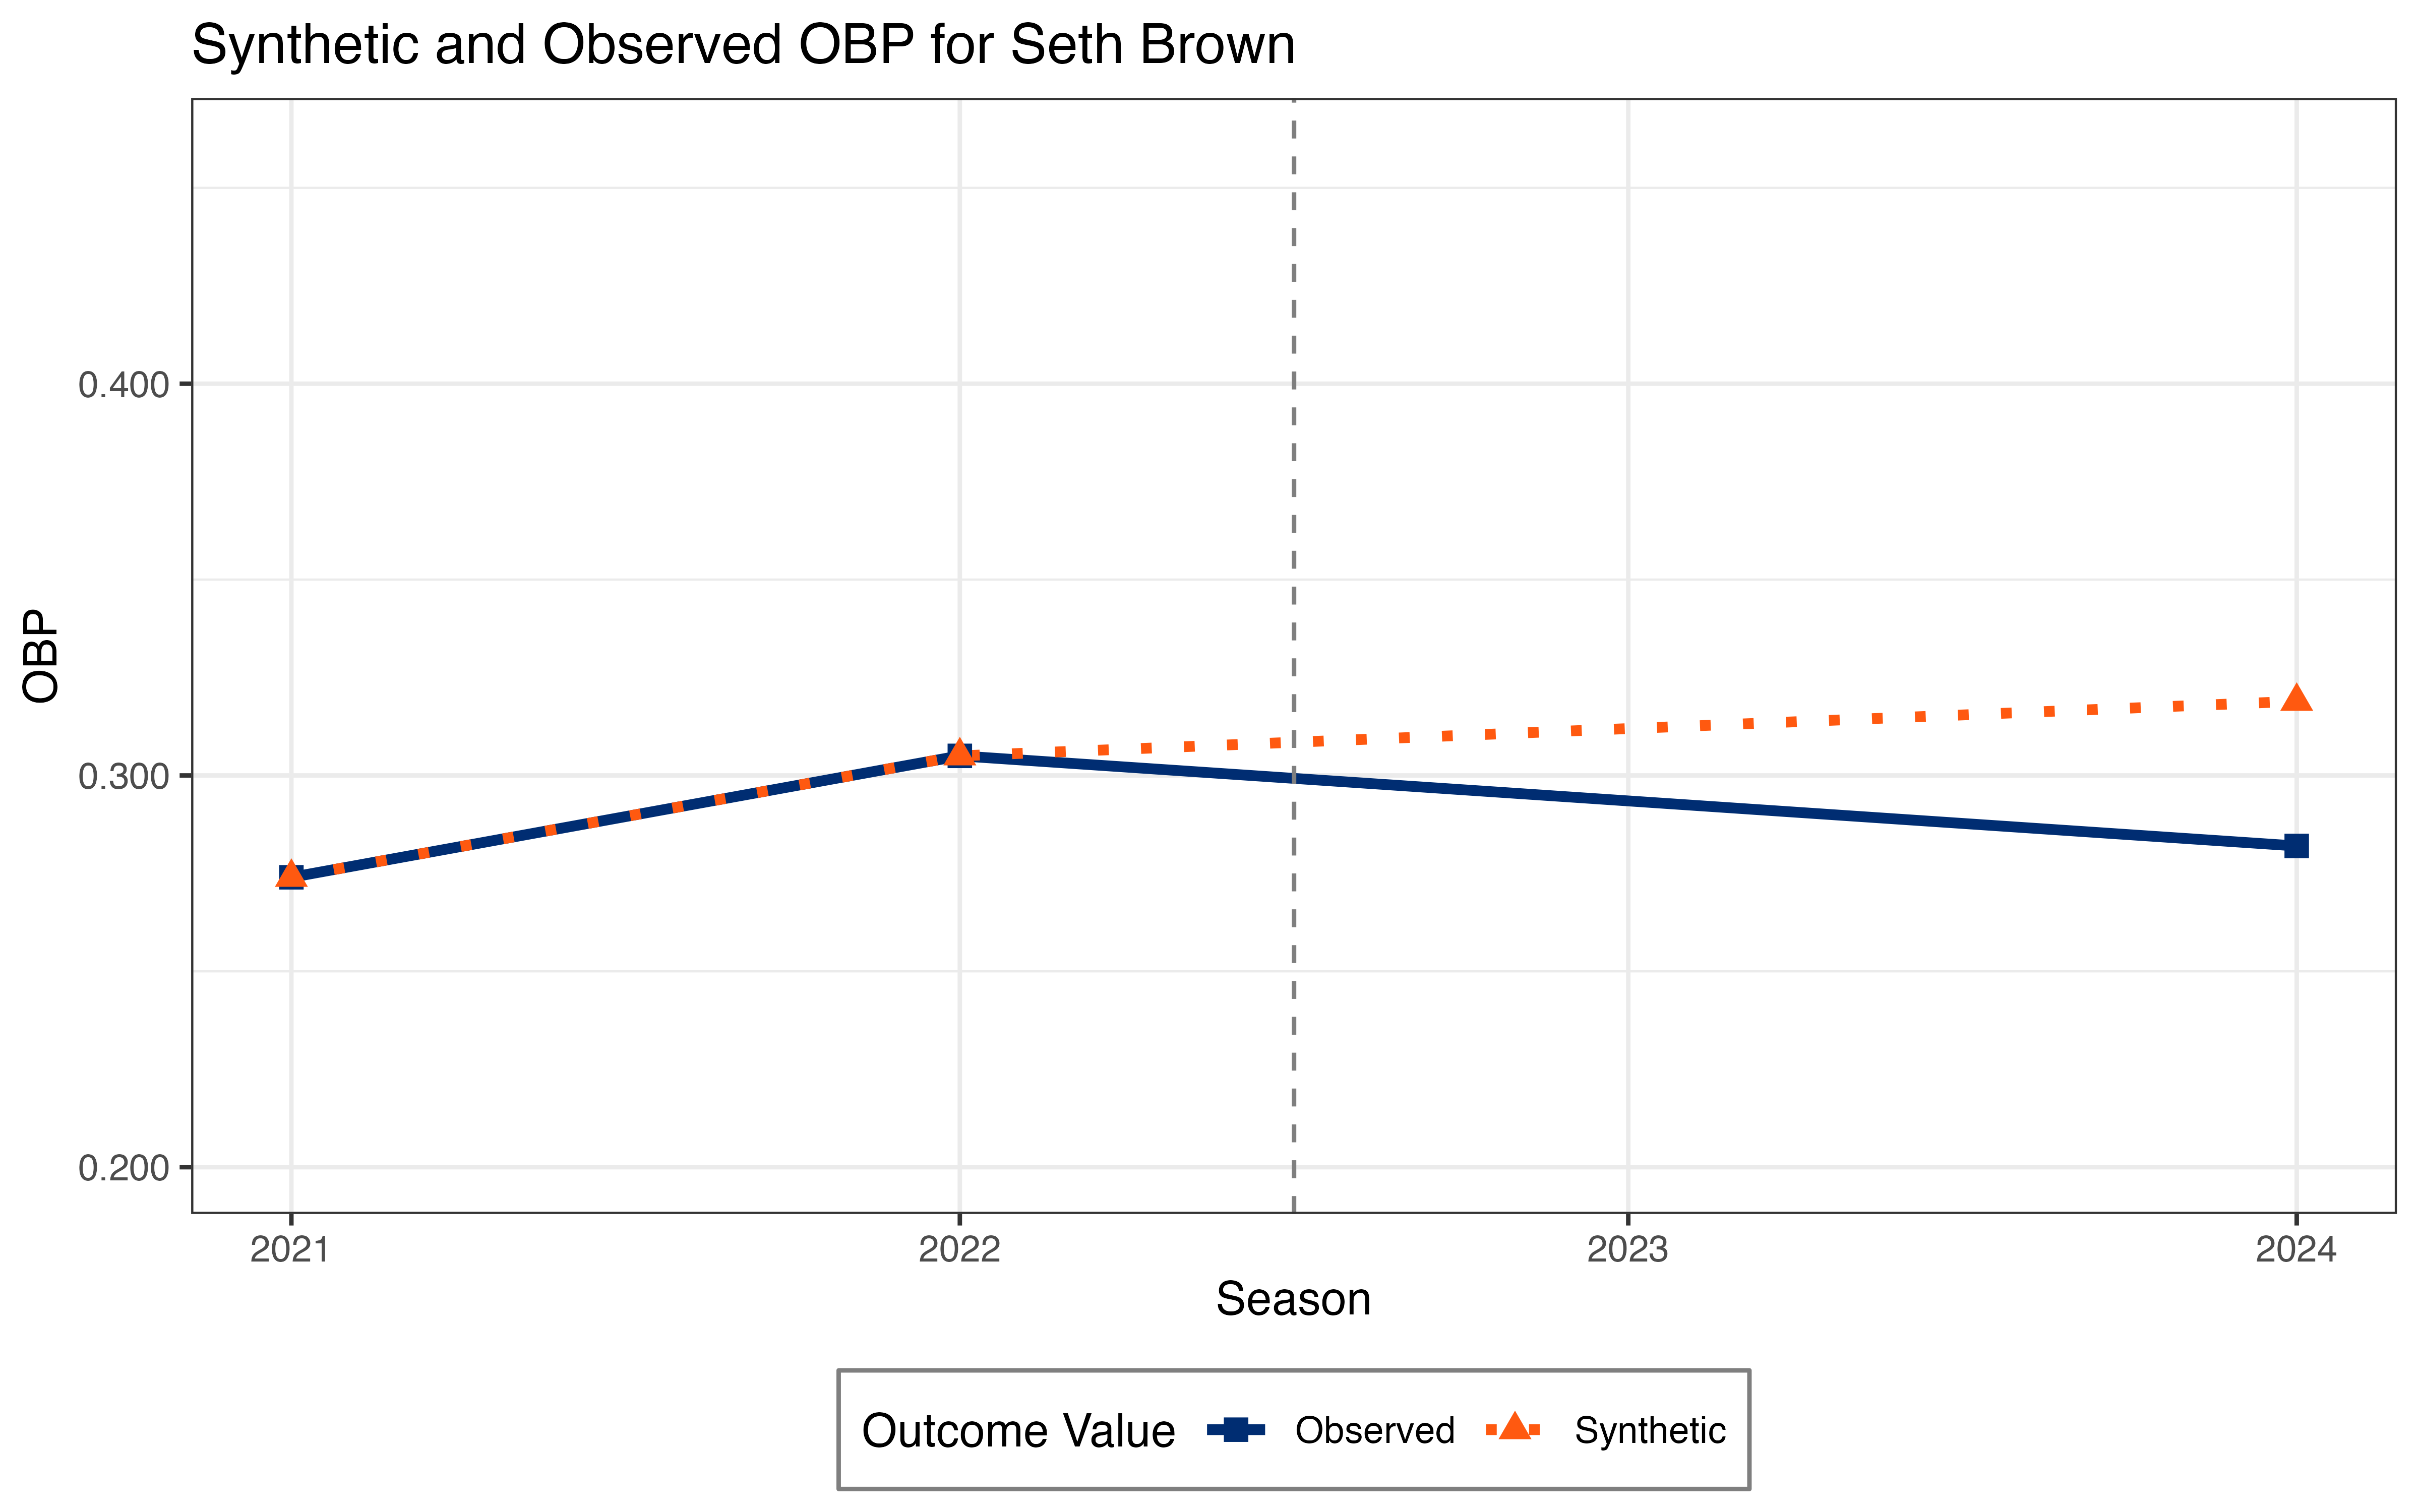 Synthetic and Observed OBP for Seth Brown
OBP
0.400
0.300
0.200
2021 2022 2023 2024
Season
Outcome Value Observed Synthetic